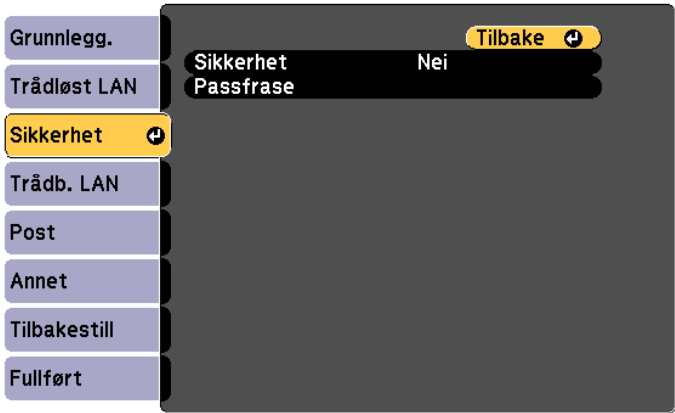 Grunnlegg.
Trådløst LAN
Sikkerhet
Trådb. LAN
Post
Annet
Tilbakestill
Fullført
Tilbake
Sikkerhet Nei
Passfrase